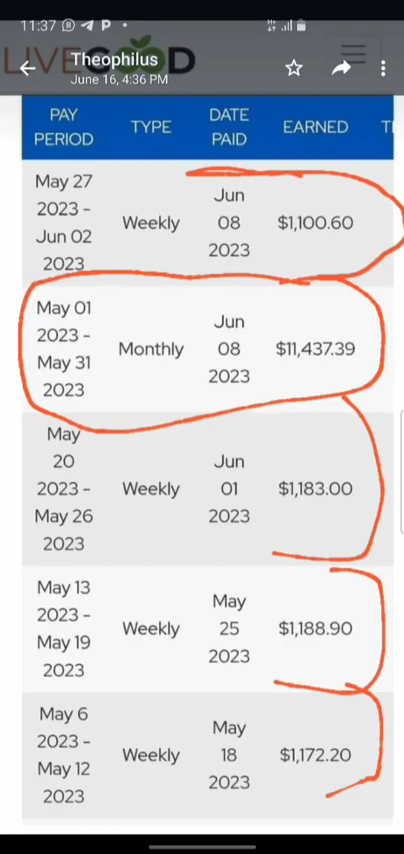 11:37
LIVEGOOD
Theophilus
June 16, 4:36 PM
PAY PERIOD TYPE DATE PAID EARNED
May 27 2023 - Jun 02 2023 Weekly Jun 08 2023 $1,100.60
May 01 2023 - May 31 2023 Monthly Jun 08 2023 $11,437.39
May 20 2023 - May 26 2023 Weekly Jun 01 2023 $1,183.00
May 13 2023 - May 19 2023 Weekly May 25 2023 $1,188.90
May 6 2023 - May 12 2023 Weekly May 18 2023 $1,172.20